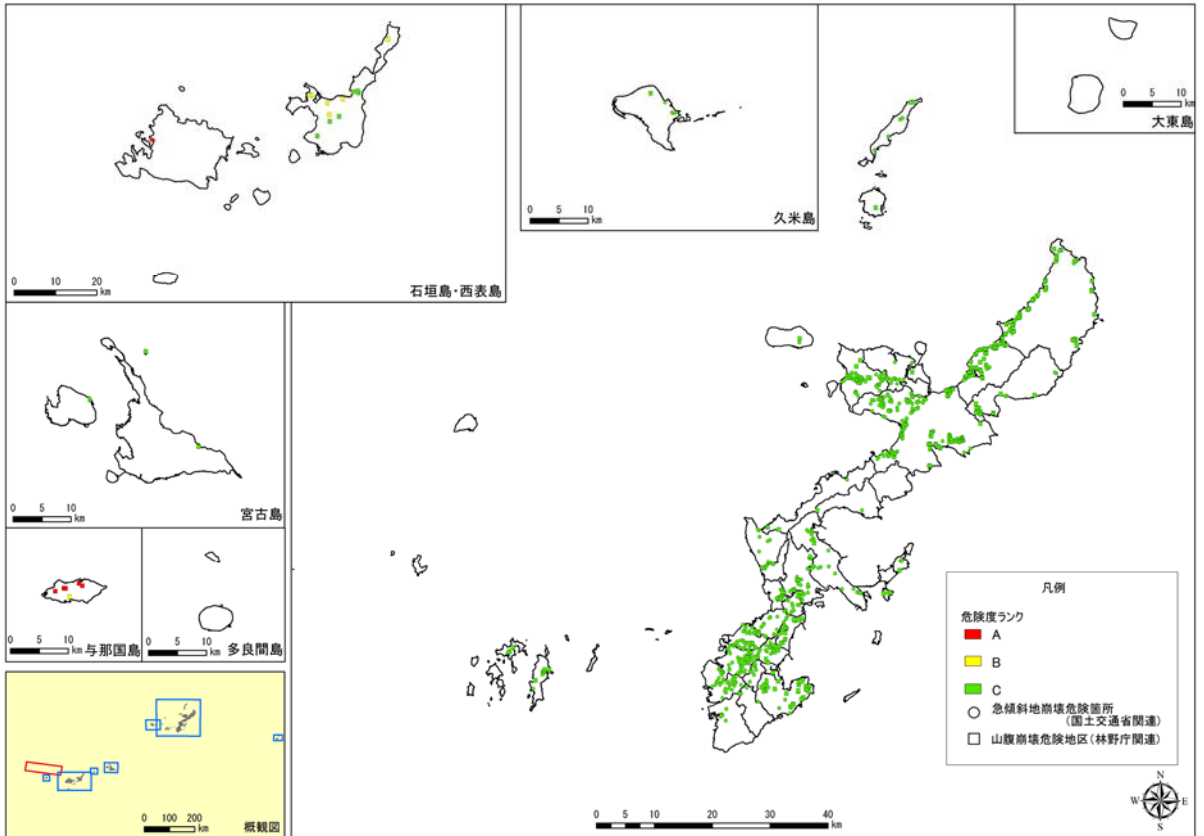 0 10 20
km
石垣島・西表島
0 5 10
km
久米島
0 5 10
km
大東島
0 5 10
km
宮古島
0 5 10
km
与那国島
0 5 10
km
多良間島
0 100 200
km
概観図
凡例
危険度ランク
A
B
C
急傾斜地崩壊危険箇所
(国土交通省関連)
山腹崩壊危険地区(林野庁関連)
0 5 10 20 30 40
km
N
W E
S